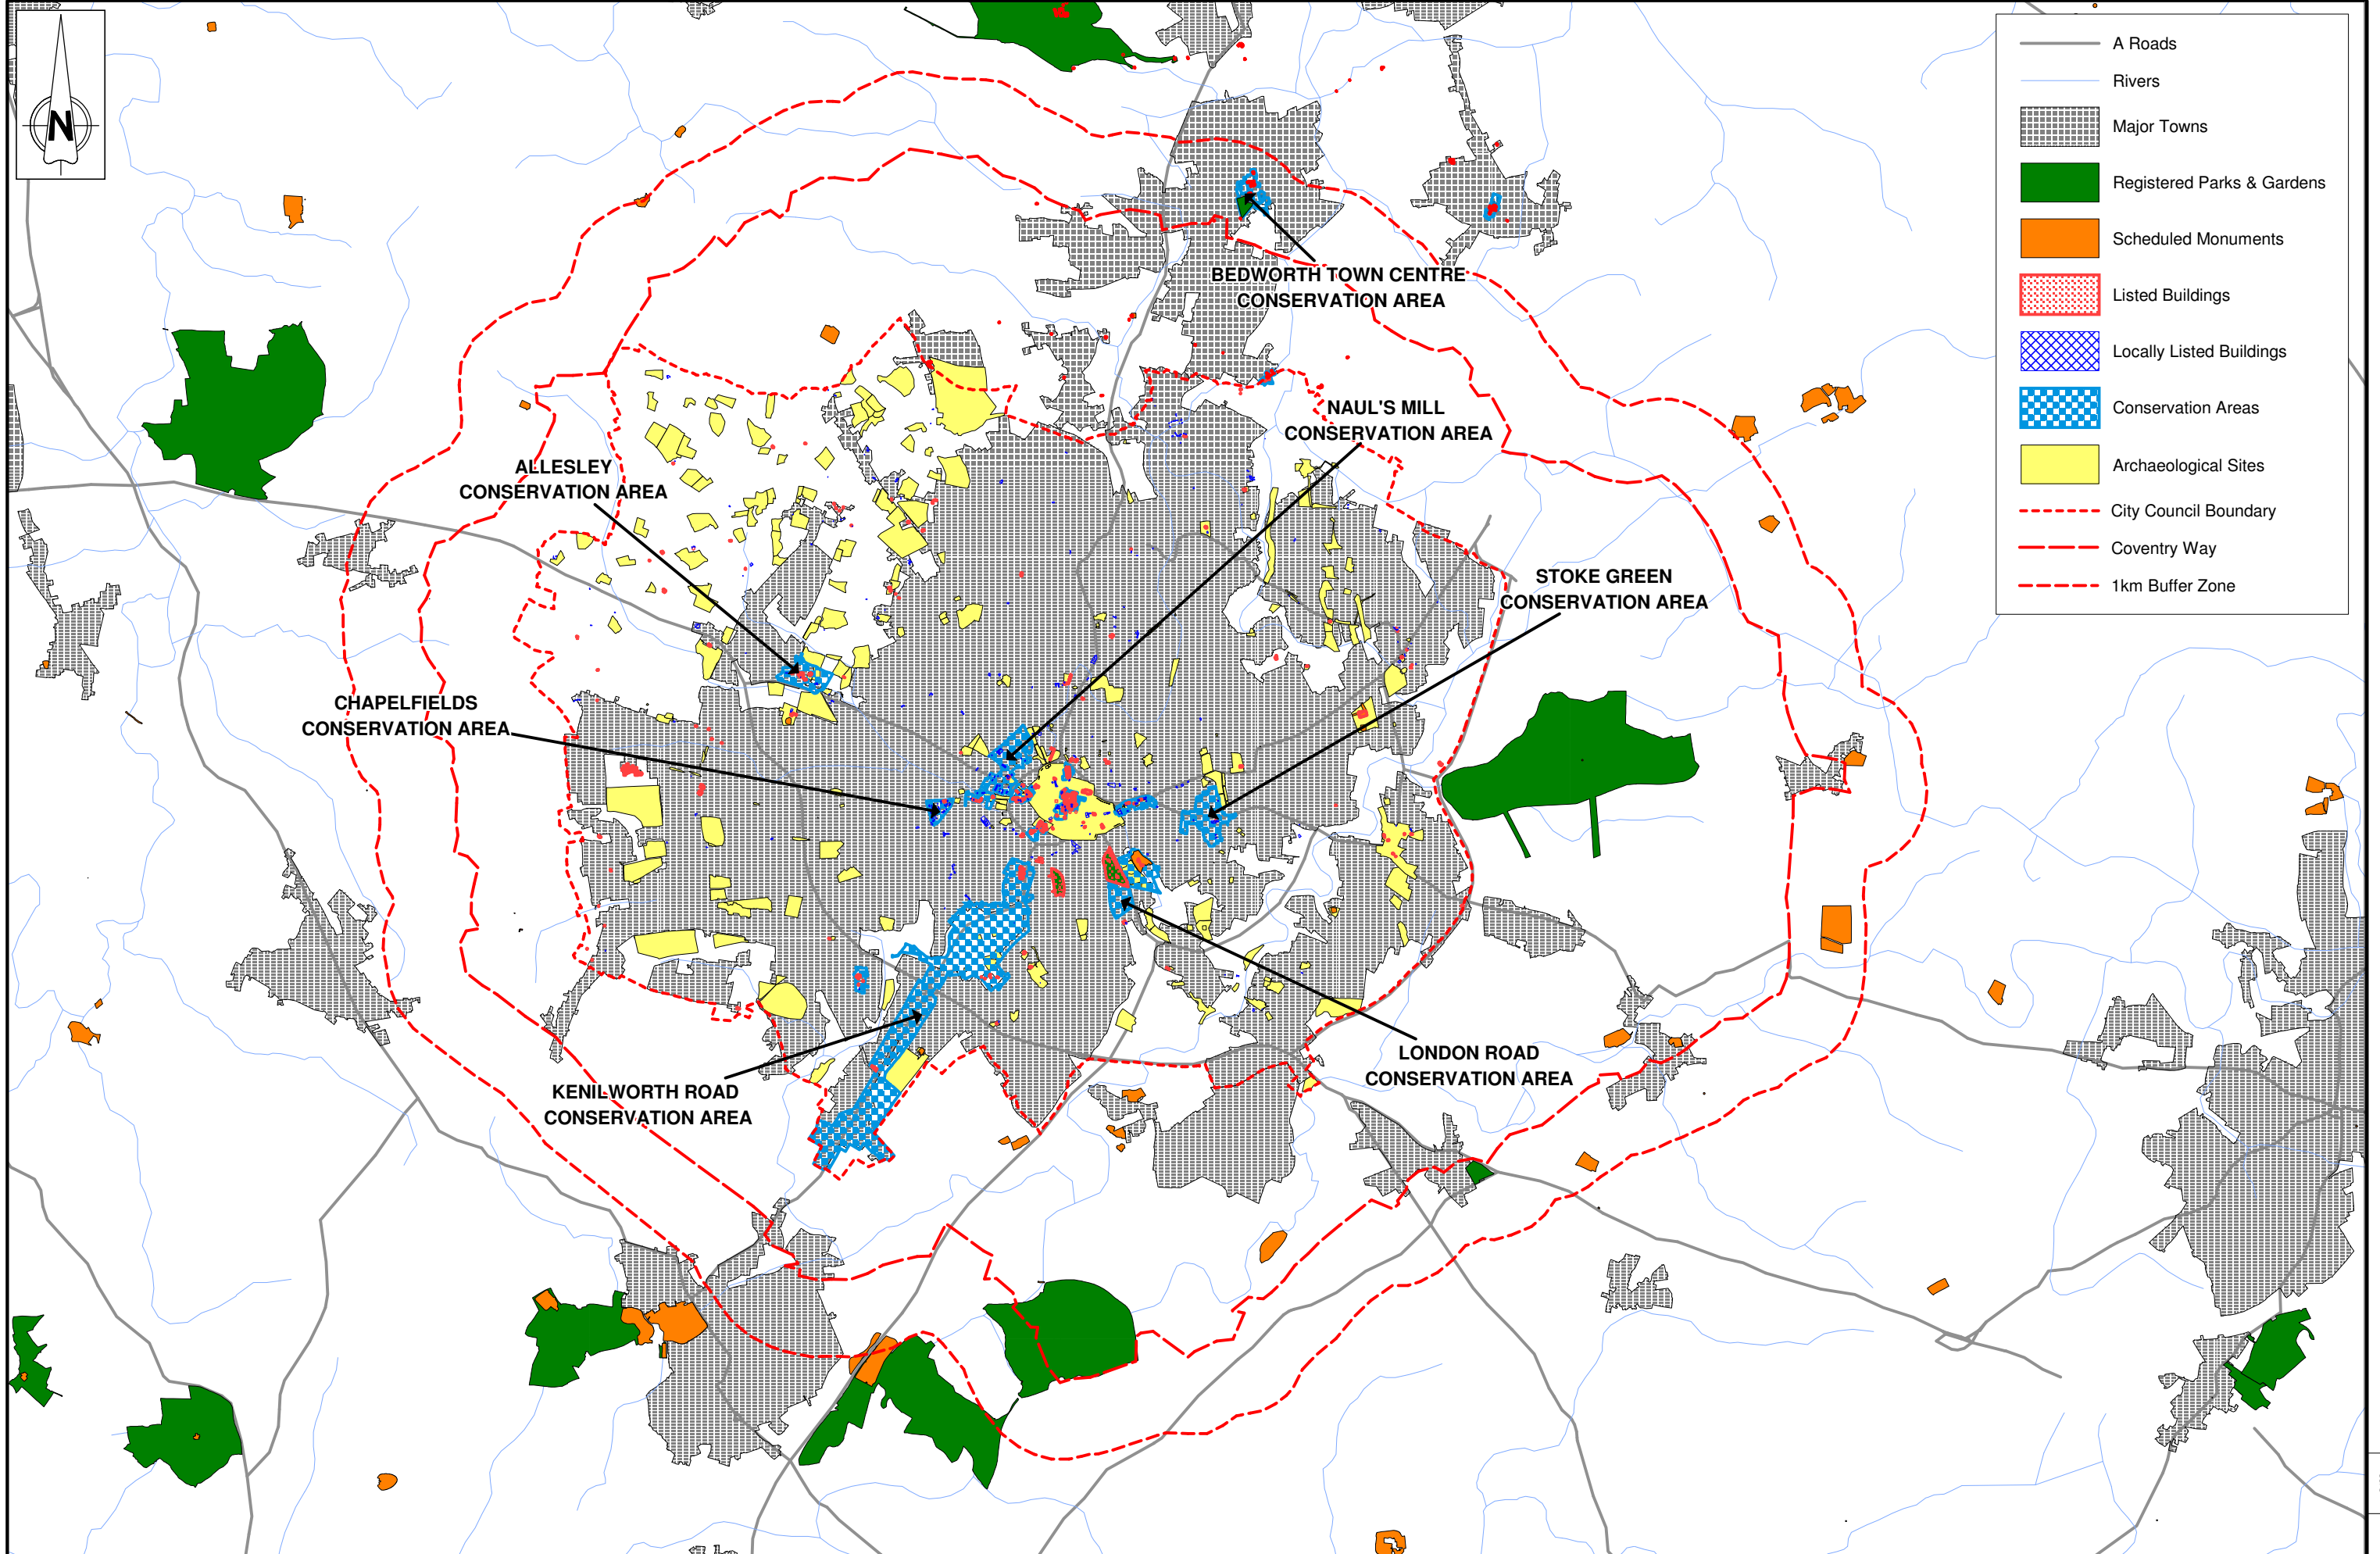 N
A Roads
Rivers
Major Towns
Registered Parks & Gardens
Scheduled Monuments
Listed Buildings
Locally Listed Buildings
Conservation Areas
Archaeological Sites
City Council Boundary
Coventry Way
1km Buffer Zone
BEDWORTH TOWN CENTRE
CONSERVATION AREA
NAUL'S MILL
CONSERVATION AREA
ALLESLEY
CONSERVATION AREA
STOKE GREEN
CONSERVATION AREA
CHAPELFIELDS
CONSERVATION AREA
LONDON ROAD
CONSERVATION AREA
KENILWORTH ROAD
CONSERVATION AREA